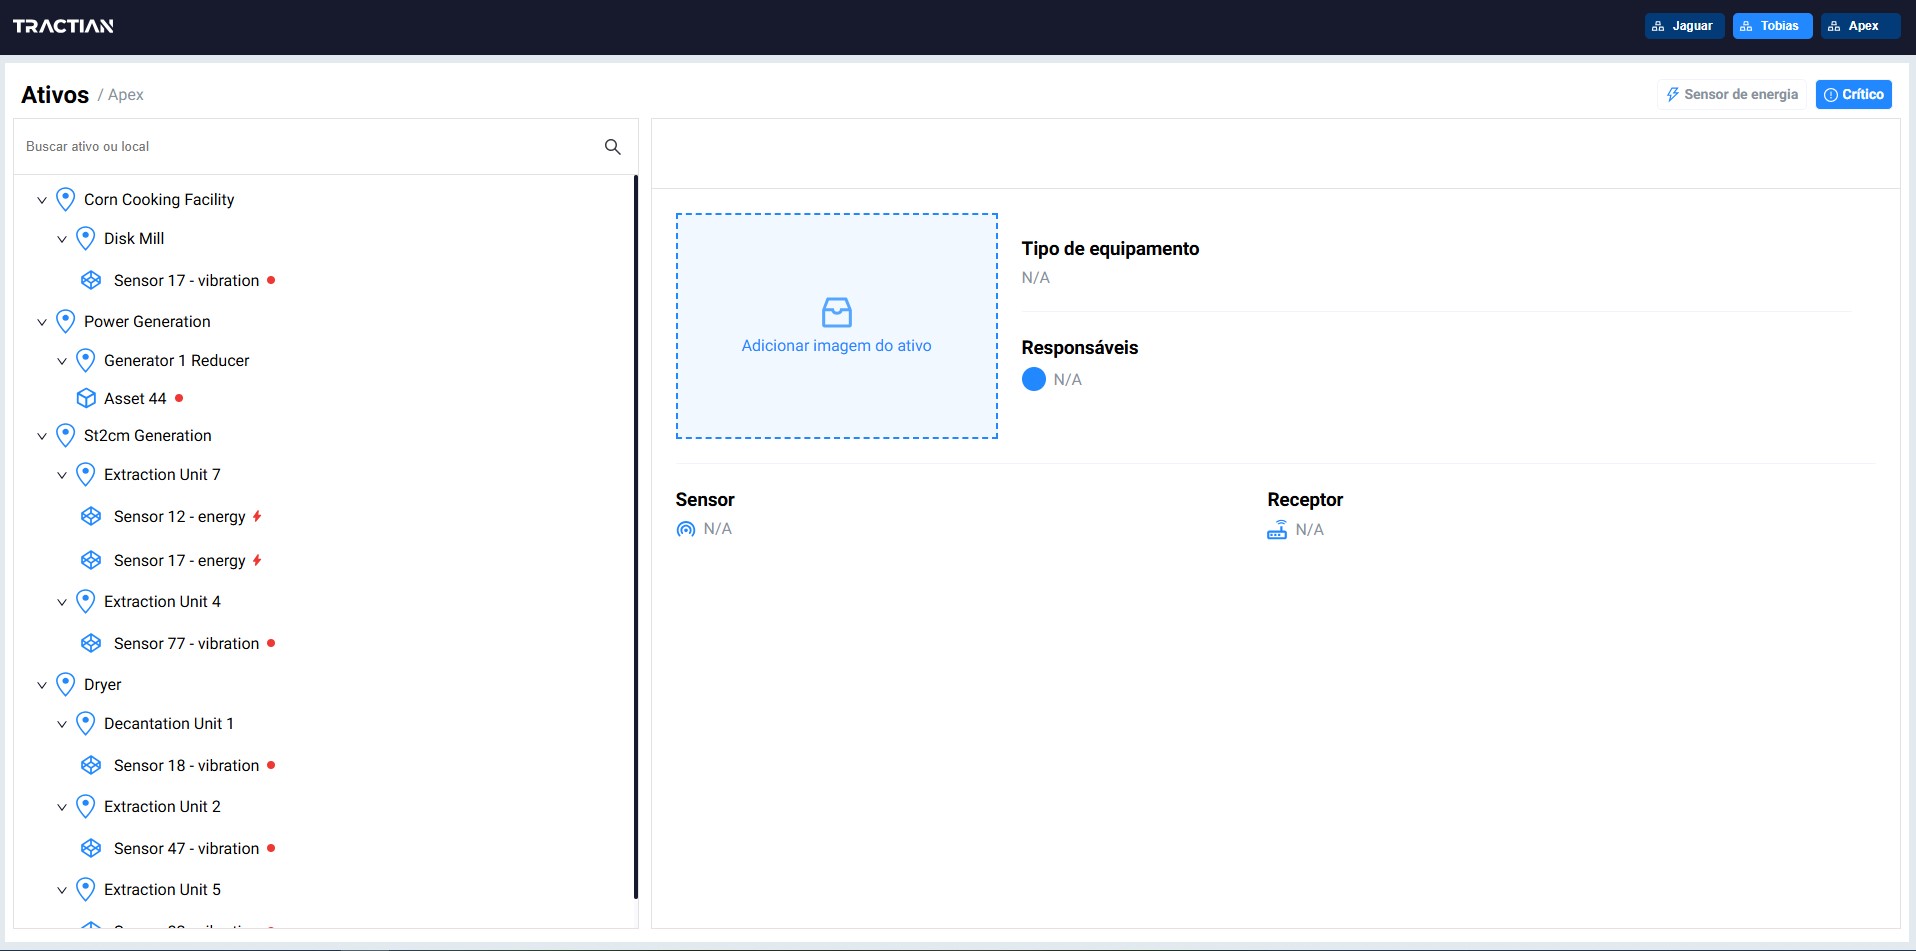 TRACTIAN
Jaguar
Tobias
Apex
Ativos / Apex
Sensor de energia
Crítico
Buscar ativo ou local
Corn Cooking Facility
Disk Mill
Sensor 17 - vibration
Power Generation
Generator 1 Reducer
Asset 44
St2cm Generation
Extraction Unit 7
Sensor 12 - energy
Sensor 17 - energy
Extraction Unit 4
Sensor 77 - vibration
Dryer
Decantation Unit 1
Sensor 18 - vibration
Extraction Unit 2
Sensor 47 - vibration
Extraction Unit 5
Adicionar imagem do ativo
Tipo de equipamento
N/A
Responsáveis
N/A
Sensor
N/A
Receptor
N/A